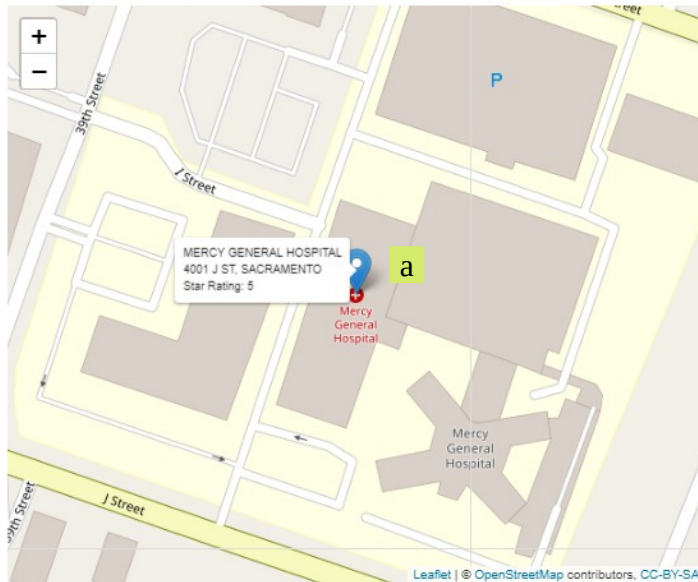 +
−
39th Street
P
J Street
MERCY GENERAL HOSPITAL
4001 J ST, SACRAMENTO
Star Rating: 5
a
Mercy
General
Hospital
Mercy
General
Hospital
J Street
39th Street
Leaflet | © OpenStreetMap contributors, CC-BY-SA